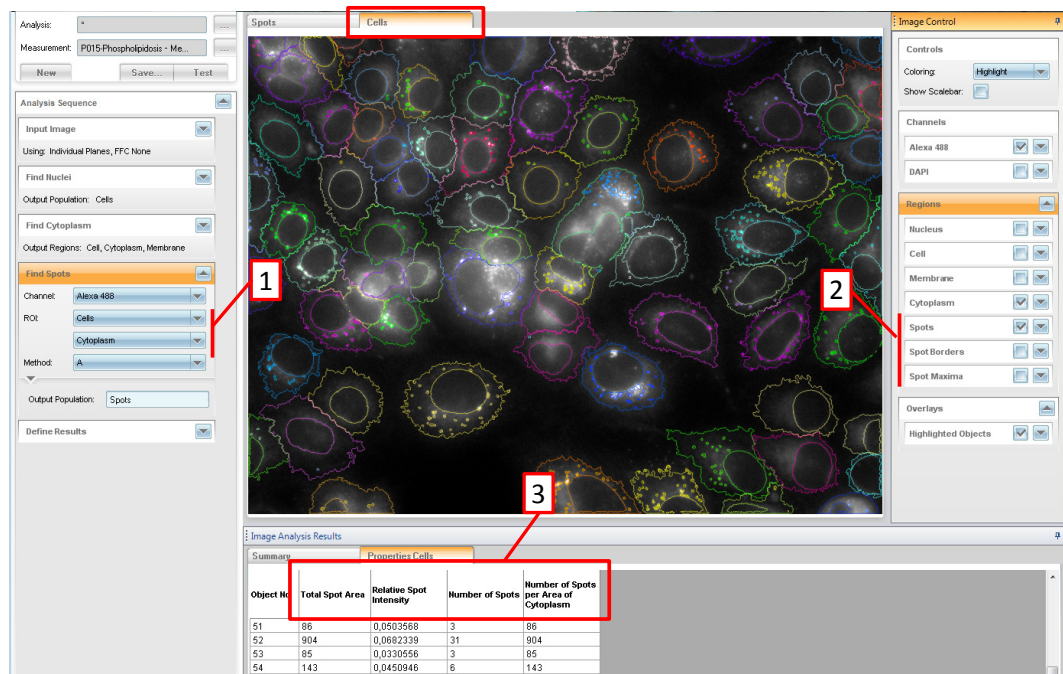 Analysis: *
...
Measurement: P015-Phospholipidosis - Me...
...
New Save... Test
Analysis Sequence
Input Image
Using: Individual Planes, FFC None
Find Nuclei
Output Population: Cells
Find Cytoplasm
Output Regions: Cell, Cytoplasm, Membrane
Find Spots
Channel: Alexa 488
ROI: Cells
Cytoplasm
Method: A
Output Population: Spots
Define Results
1
Spots Cells
3
Image Analysis Results
Summary Properties Cells
Object No Total Spot Area Relative Spot Intensity Number of Spots Number of Spots per Area of Cytoplasm
51 86 0,0503568 3 86
52 904 0,0682339 31 904
53 85 0,0330556 3 85
54 143 0,0450946 6 143
Image Control
Controls
Coloring: Highlight
Show Scalebar:
Channels
Alexa 488
DAPI
Regions
Nucleus
Cell
Membrane
2
Cytoplasm
Spots
Spot Borders
Spot Maxima
Overlays
Highlighted Objects